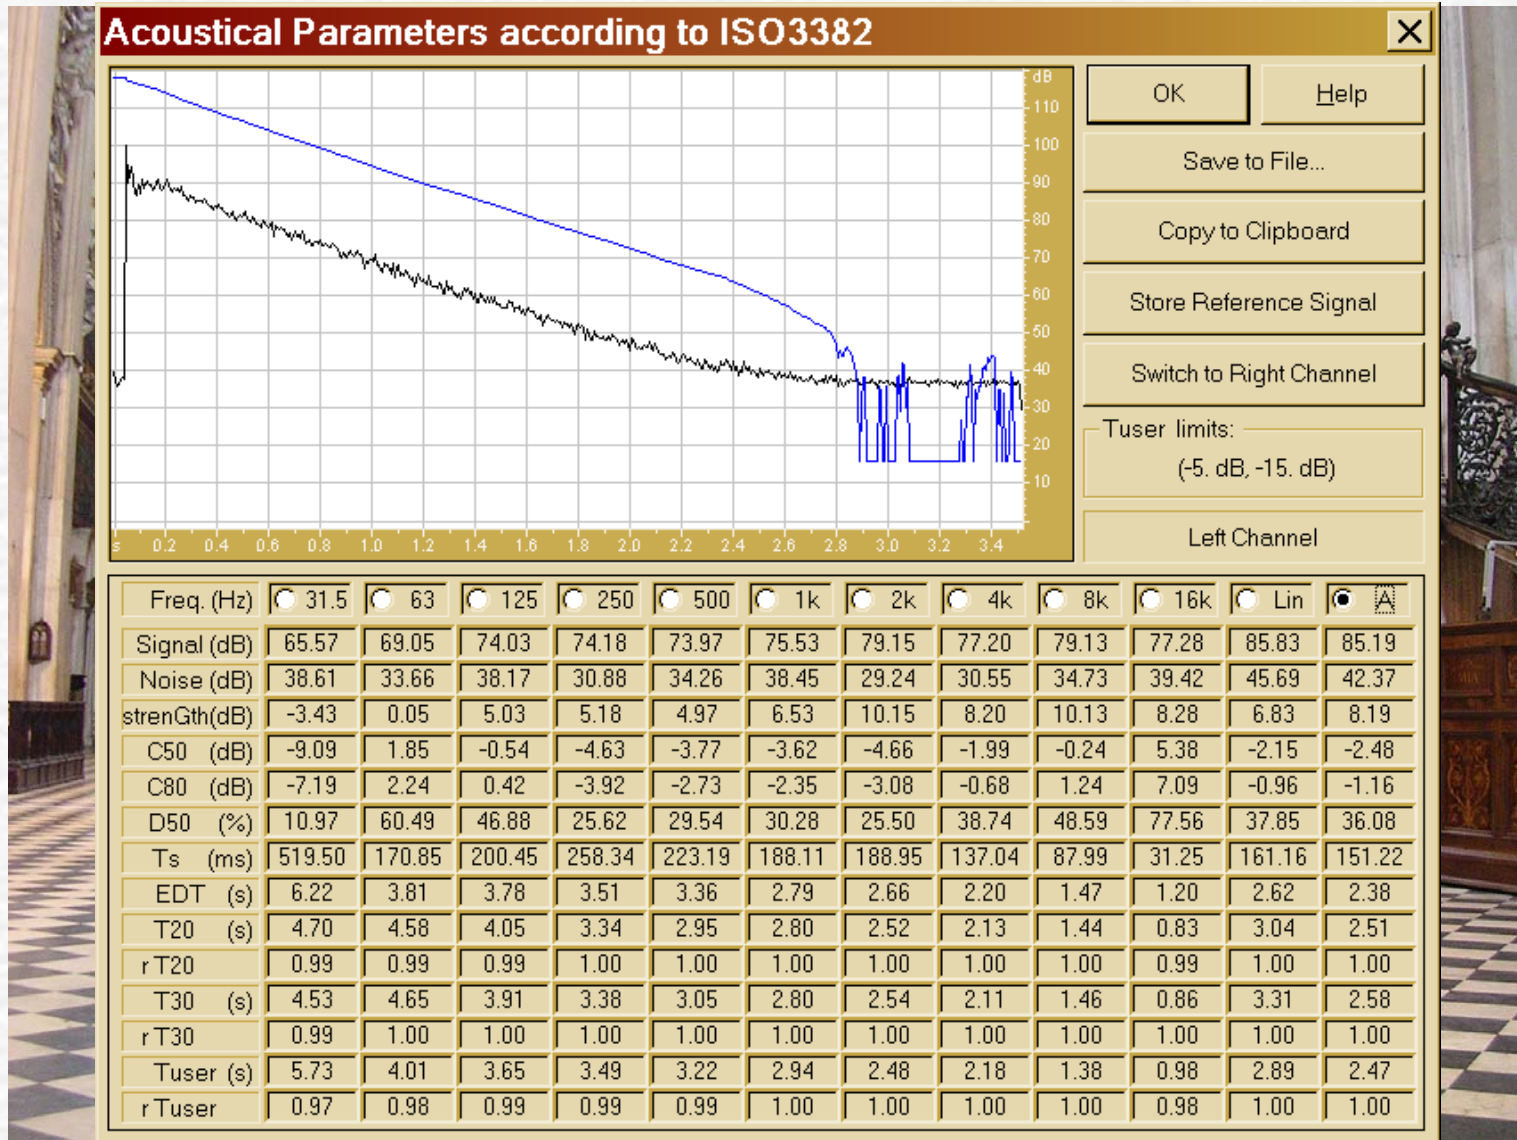 Acoustical Parameters according to ISO3382
dB
110
100
90
80
70
60
50
40
30
20
10
s 0.2 0.4 0.6 0.8 1.0 1.2 1.4 1.6 1.8 2.0 2.2 2.4 2.6 2.8 3.0 3.2 3.4
OK Help
Save to File...
Copy to Clipboard
Store Reference Signal
Switch to Right Channel
Tuser limits:
(-5. dB, -15. dB)
Left Channel
Freq. (Hz) 31.5 63 125 250 500 1k 2k 4k 8k 16k Lin A
Signal (dB) 65.57 69.05 74.03 74.18 73.97 75.53 79.15 77.20 79.13 77.28 85.83 85.19
Noise (dB) 38.61 33.66 38.17 30.88 34.26 38.45 29.24 30.55 34.73 39.42 45.69 42.37
strenGth(dB) -3.43 0.05 5.03 5.18 4.97 6.53 10.15 8.20 10.13 8.28 6.83 8.19
C50 (dB) -9.09 1.85 -0.54 -4.63 -3.77 -3.62 -4.66 -1.99 -0.24 5.38 -2.15 -2.48
C80 (dB) -7.19 2.24 0.42 -3.92 -2.73 -2.35 -3.08 -0.68 1.24 7.09 -0.96 -1.16
D50 (%) 10.97 60.49 46.88 25.62 29.54 30.28 25.50 38.74 48.59 77.56 37.85 36.08
Ts (ms) 519.50 170.85 200.45 258.34 223.19 188.11 188.95 137.04 87.99 31.25 161.16 151.22
EDT (s) 6.22 3.81 3.78 3.51 3.36 2.79 2.66 2.20 1.47 1.20 2.62 2.38
T20 (s) 4.70 4.58 4.05 3.34 2.95 2.80 2.52 2.13 1.44 0.83 3.04 2.51
r T20 0.99 0.99 0.99 1.00 1.00 1.00 1.00 1.00 1.00 0.99 1.00 1.00
T30 (s) 4.53 4.65 3.91 3.38 3.05 2.80 2.54 2.11 1.46 0.86 3.31 2.58
r T30 0.99 1.00 1.00 1.00 1.00 1.00 1.00 1.00 1.00 1.00 1.00 1.00
Tuser (s) 5.73 4.01 3.65 3.49 3.22 2.94 2.48 2.18 1.38 0.98 2.89 2.47
r Tuser 0.97 0.98 0.99 0.99 0.99 1.00 1.00 1.00 1.00 0.98 1.00 1.00